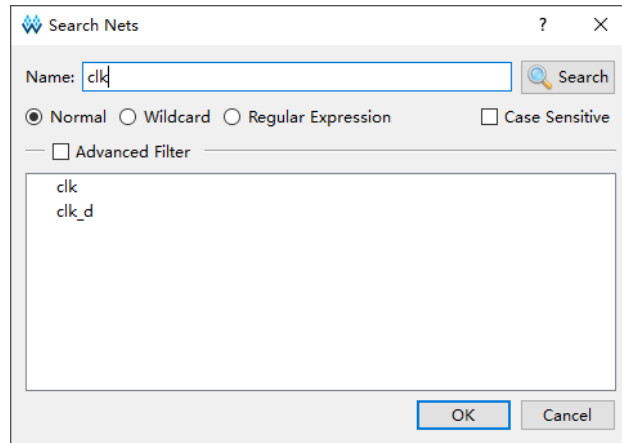 Search Nets ? ×
Name: clk Search
Normal Wildcard Regular Expression Case Sensitive
Advanced Filter
clk
clk_d
OK Cancel